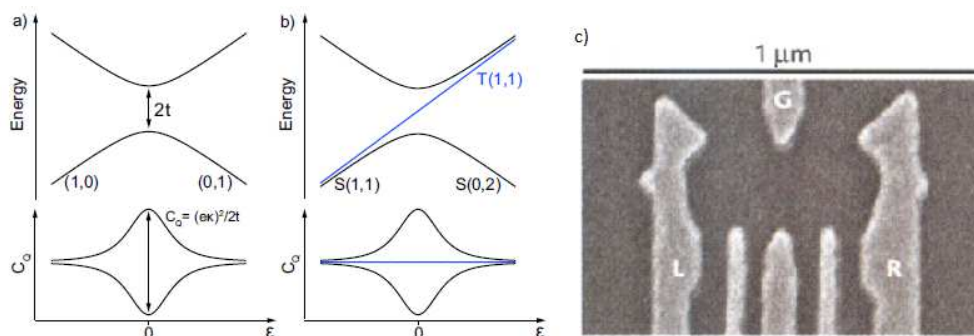 a)
Energy
2t
(1,0)
(0,1)
C_Q
C_Q= (eκ)²/2t
0
ε
b)
Energy
T(1,1)
S(1,1)
S(0,2)
C_Q
0
ε
c)
1 μm
G
L
R